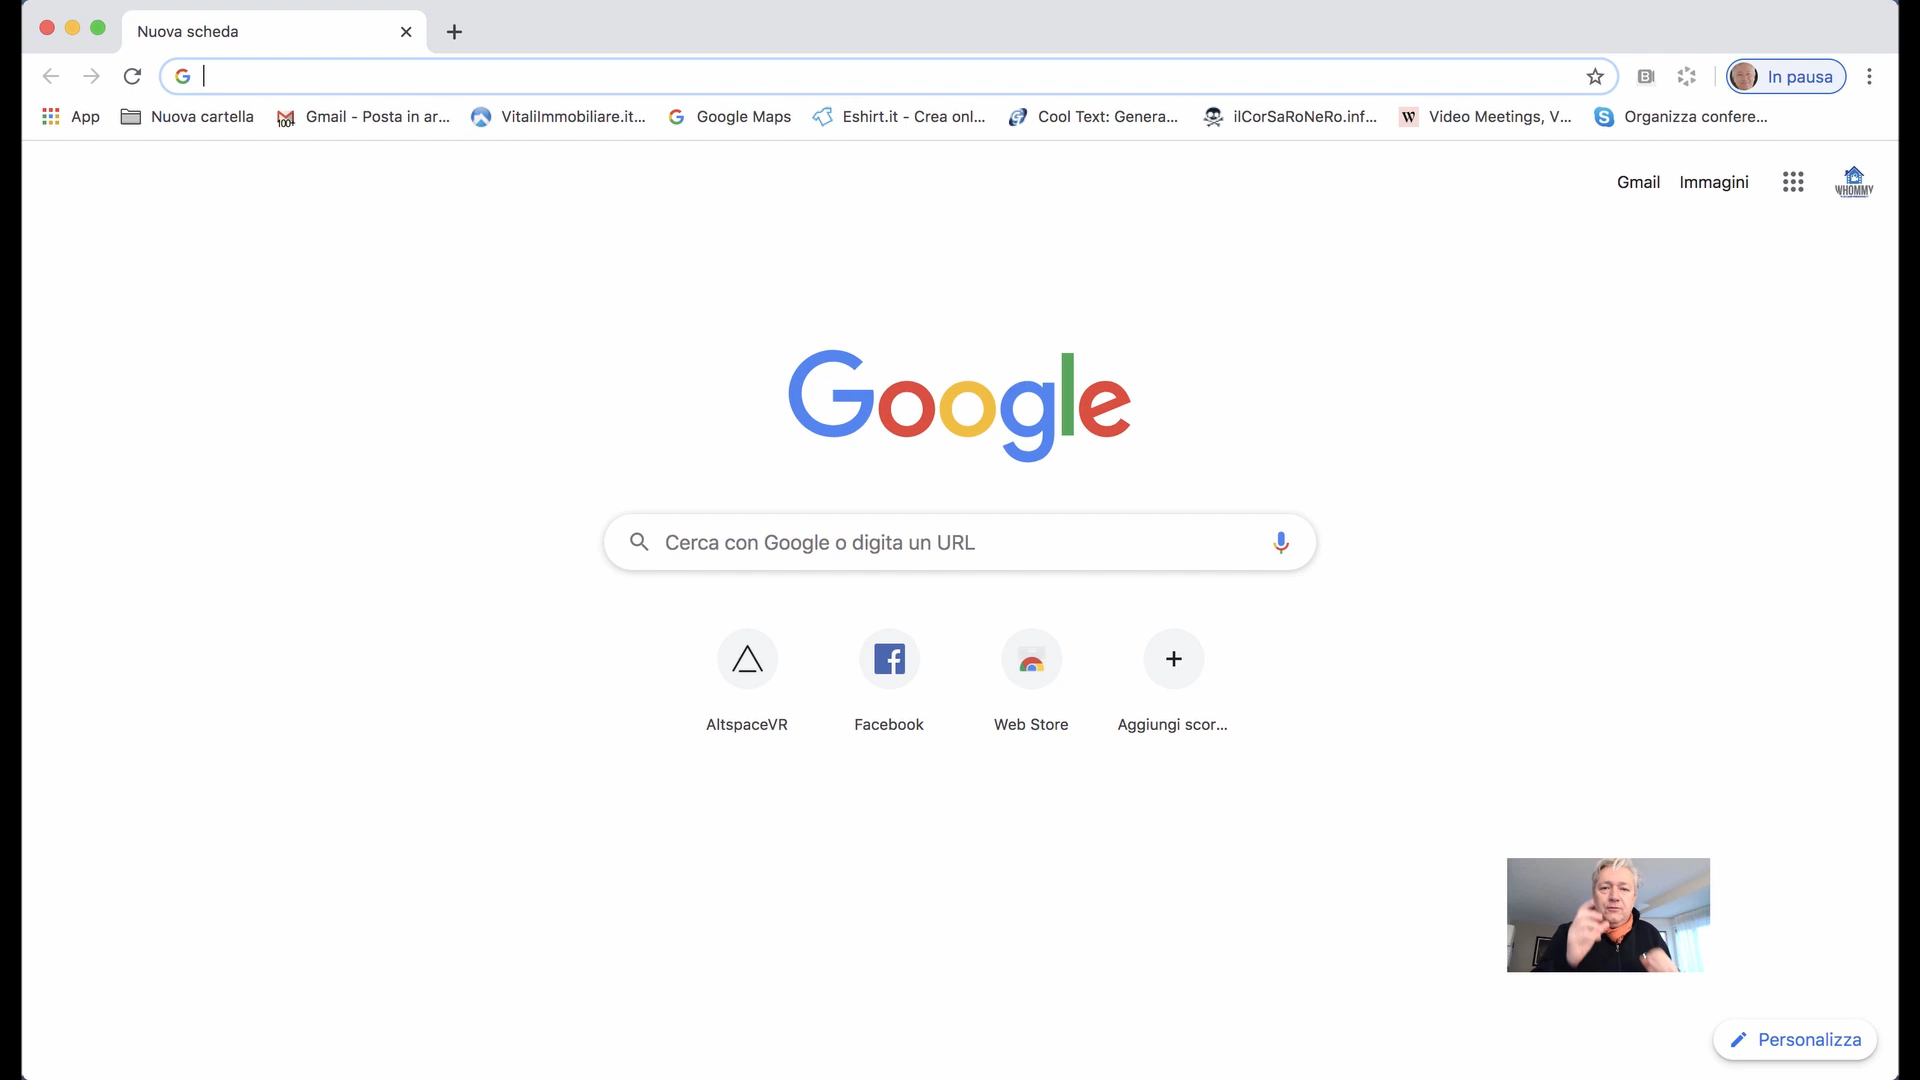 Nuova scheda
In pausa
App
Nuova cartella
Gmail - Posta in ar...
VitaliImmobiliare.it...
Google Maps
Eshirt.it - Crea onl...
Cool Text: Genera...
ilCorSaRoNeRo.inf...
W
Video Meetings, V...
Organizza confere...
Gmail
Immagini
WHOMMY
Google
Cerca con Google o digita un URL
AltspaceVR
Facebook
Web Store
Aggiungi scor...
Personalizza